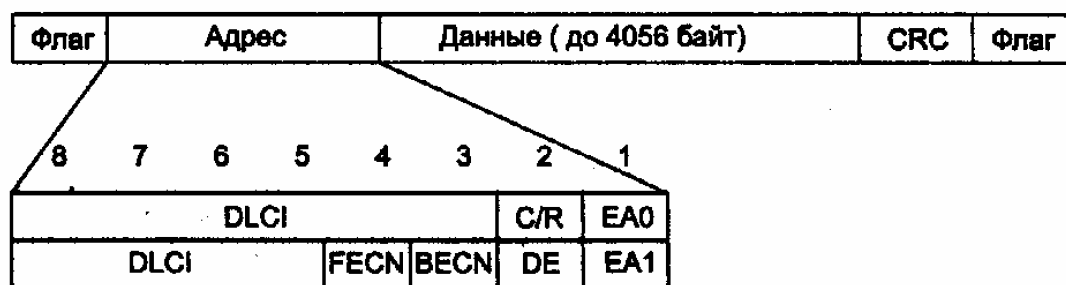 Флаг Адрес Данные ( до 4056 байт) CRC Флаг
8 7 6 5 4 3 2 1
DLCI C/R EA0
DLCI FECN BECN DE EA1